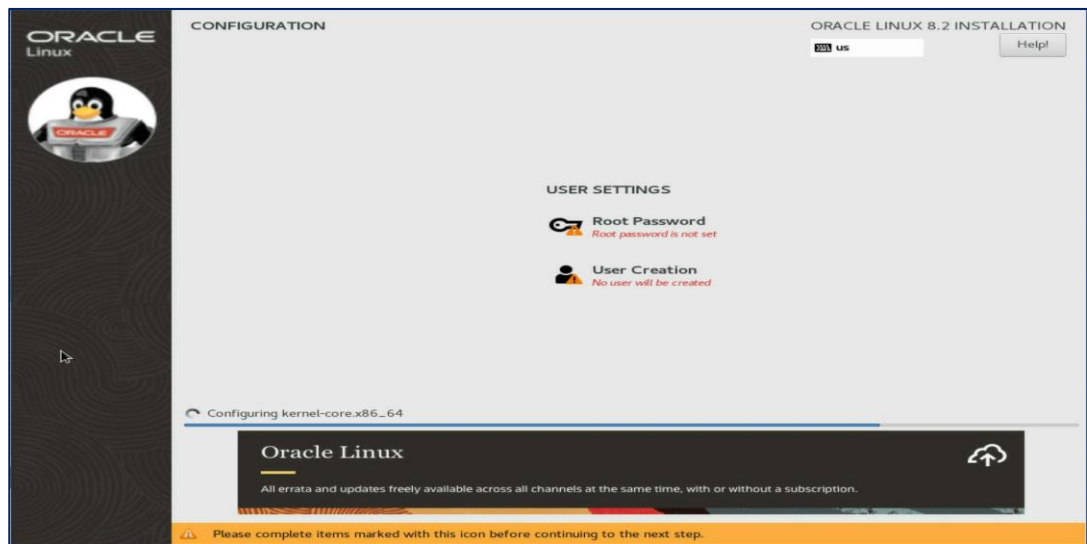 ORACLE
Linux
ORACLE
CONFIGURATION
ORACLE LINUX 8.2 INSTALLATION
us
Help!
USER SETTINGS
Root Password
Root password is not set
User Creation
No user will be created
Configuring kernel-core.x86_64
Oracle Linux
All errata and updates freely available across all channels at the same time, with or without a subscription.
Please complete items marked with this icon before continuing to the next step.